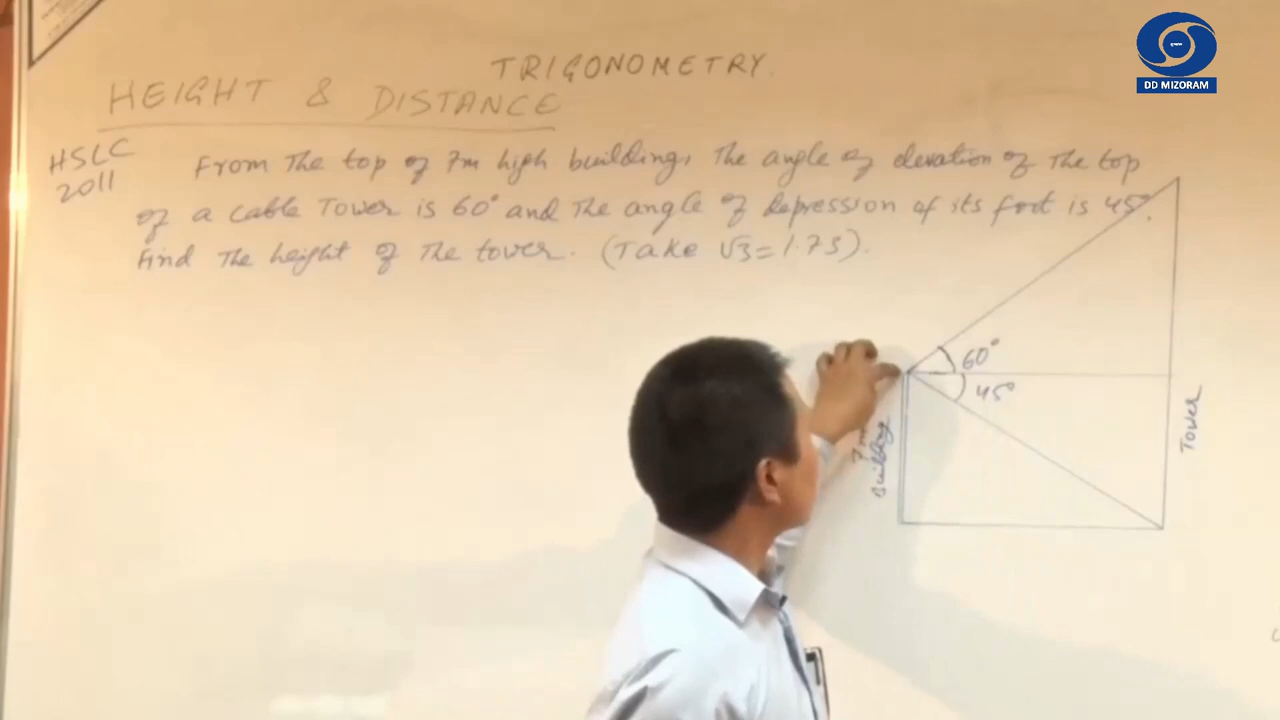 DD MIZORAM
TRIGONOMETRY.
HEIGHT & DISTANCE
HSLC
2011
From The top of 7m high building, The angle of elevation of The top
of a cable Tower is 60° and The angle of depression of its foot is 45°.
Find The height of The tower. (Take √3=1.73).
60°
45°
7m
Building
Tower